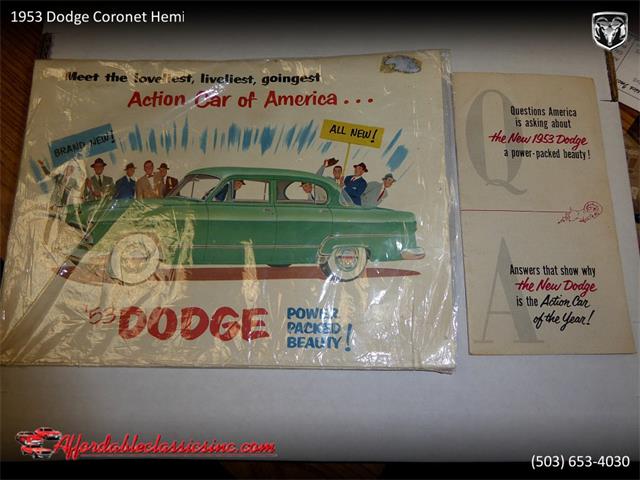 1953 Dodge Coronet Hemi
Meet the loveliest, liveliest, goingest
Action Car of America...
BRAND NEW!
ALL NEW!
'53 DODGE
POWER
PACKED
BEAUTY!
Q
Questions America
is asking about
the New 1953 Dodge
a power-packed beauty!
A
Answers that show why
the New Dodge
is the Action Car
of the Year!
Affordableclassicsinc.com
(503) 653-4030